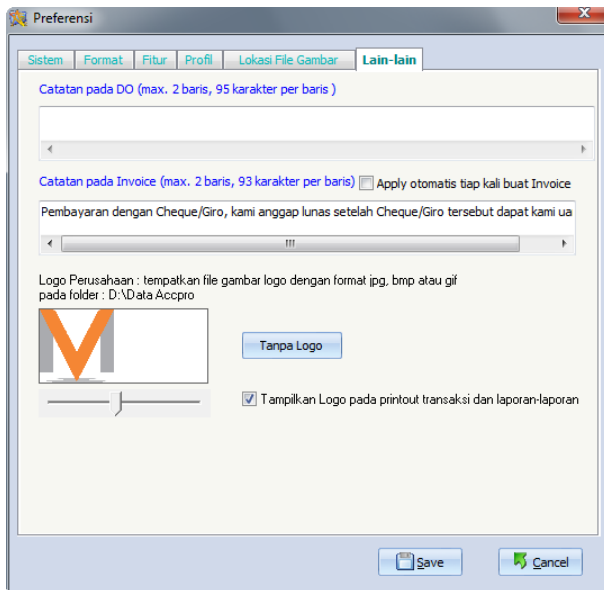 Preferensi
Sistem Format Fitur Profil Lokasi File Gambar Lain-lain
Catatan pada DO (max. 2 baris, 95 karakter per baris )
Catatan pada Invoice (max. 2 baris, 93 karakter per baris) Apply otomatis tiap kali buat Invoice
Pembayaran dengan Cheque/Giro, kami anggap lunas setelah Cheque/Giro tersebut dapat kami ua
Logo Perusahaan : tempatkan file gambar logo dengan format jpg, bmp atau gif
pada folder : D:\Data Accpro
Tanpa Logo
Tampilkan Logo pada printout transaksi dan laporan-laporan
Save Cancel